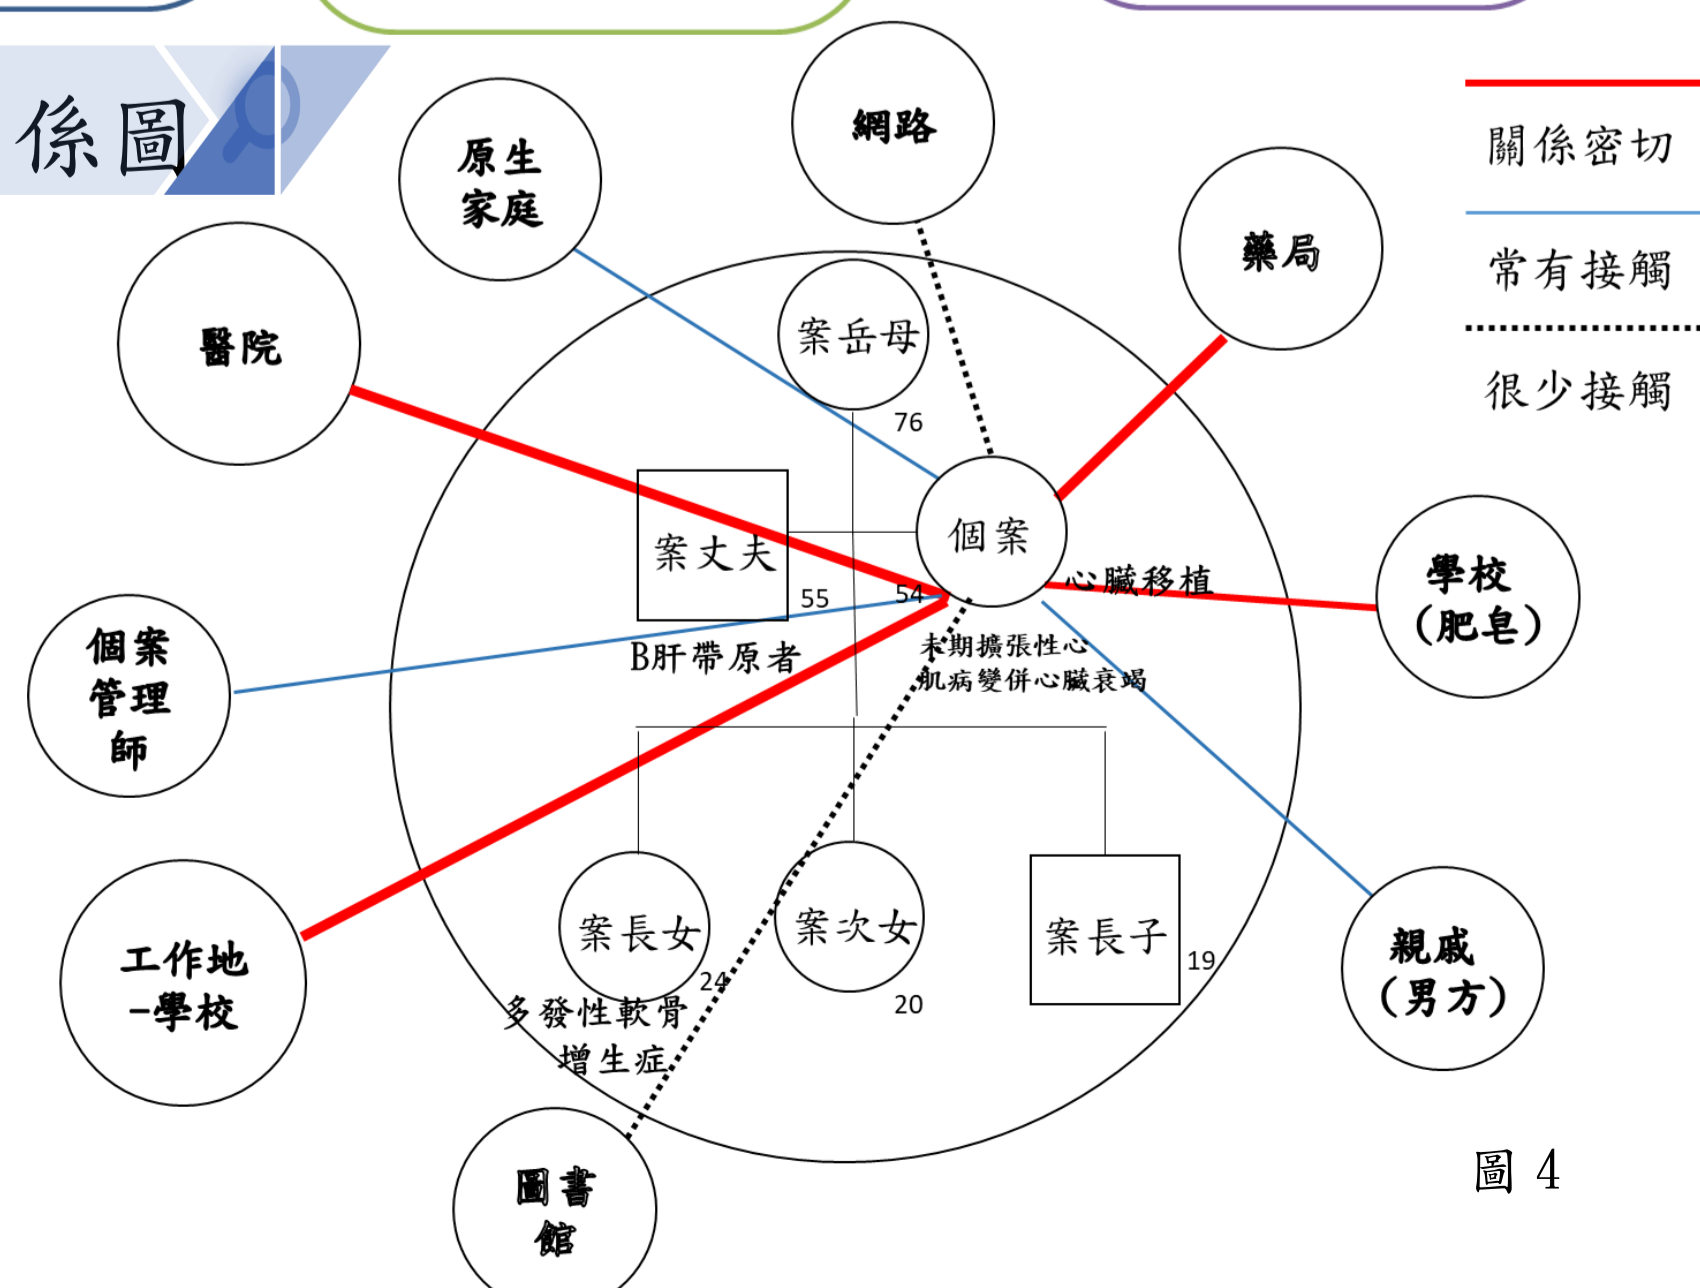 係圖
網路
原生
家庭
藥局
關係密切
常有接觸
很少接觸
醫院
案岳母
76
案丈夫
55
B肝帶原者
個案
54
心臟移植
末期擴張性心
肌病變併心臟衰竭
學校
(肥皂)
個案
管理
師
工作地
-學校
案長女
24
多發性軟骨
增生症
案次女
20
案長子
19
親戚
(男方)
圖書
館
圖 4